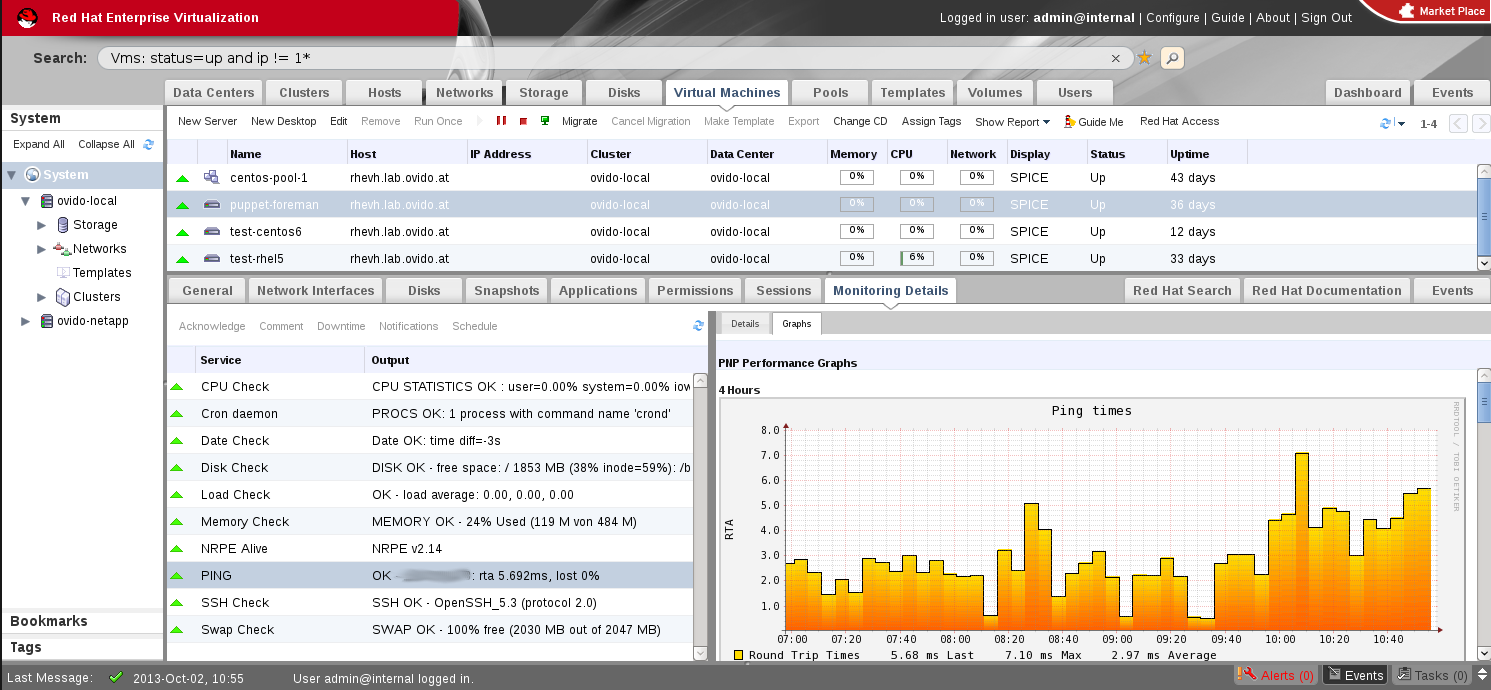 Red Hat Enterprise Virtualization
Logged in user: admin@internal | Configure | Guide | About | Sign Out
Market Place
Search: Vms: status=up and ip != 1*
Data Centers Clusters Hosts Networks Storage Disks Virtual Machines Pools Templates Volumes Users Dashboard Events
System
Expand All Collapse All
System
ovido-local
Storage
Networks
Templates
Clusters
ovido-netapp
Bookmarks
Tags
New Server New Desktop Edit Remove Run Once Migrate Cancel Migration Make Template Export Change CD Assign Tags Show Report Guide Me Red Hat Access 1-4
Name Host IP Address Cluster Data Center Memory CPU Network Display Status Uptime
centos-pool-1 rhevh.lab.ovido.at ovido-local ovido-local 0% 0% 0% SPICE Up 43 days
puppet-foreman rhevh.lab.ovido.at ovido-local ovido-local 0% 0% 0% SPICE Up 36 days
test-centos6 rhevh.lab.ovido.at ovido-local ovido-local 0% 0% 0% SPICE Up 12 days
test-rhel5 rhevh.lab.ovido.at ovido-local ovido-local 0% 6% 0% SPICE Up 33 days
General Network Interfaces Disks Snapshots Applications Permissions Sessions Monitoring Details Red Hat Search Red Hat Documentation Events
Acknowledge Comment Downtime Notifications Schedule
Service Output
CPU Check CPU STATISTICS OK : user=0.00% system=0.00% iow
Cron daemon PROCS OK: 1 process with command name 'crond'
Date Check Date OK: time diff=-3s
Disk Check DISK OK - free space: / 1853 MB (38% inode=59%): /b
Load Check OK - load average: 0.00, 0.00, 0.00
Memory Check MEMORY OK - 24% Used (119 M von 484 M)
NRPE Alive NRPE v2.14
PING OK - : rta 5.692ms, lost 0%
SSH Check SSH OK - OpenSSH_5.3 (protocol 2.0)
Swap Check SWAP OK - 100% free (2030 MB out of 2047 MB)
Details Graphs
PNP Performance Graphs
4 Hours
Ping times
RRDTOOL / TOBI OETIKER
RTA
8.0
7.0
6.0
5.0
4.0
3.0
2.0
1.0
07:00 07:20 07:40 08:00 08:20 08:40 09:00 09:20 09:40 10:00 10:20 10:40
Round Trip Times 5.68 ms Last 7.10 ms Max 2.97 ms Average
Last Message: 2013-Oct-02, 10:55 User admin@internal logged in.
Alerts (0) Events Tasks (0)